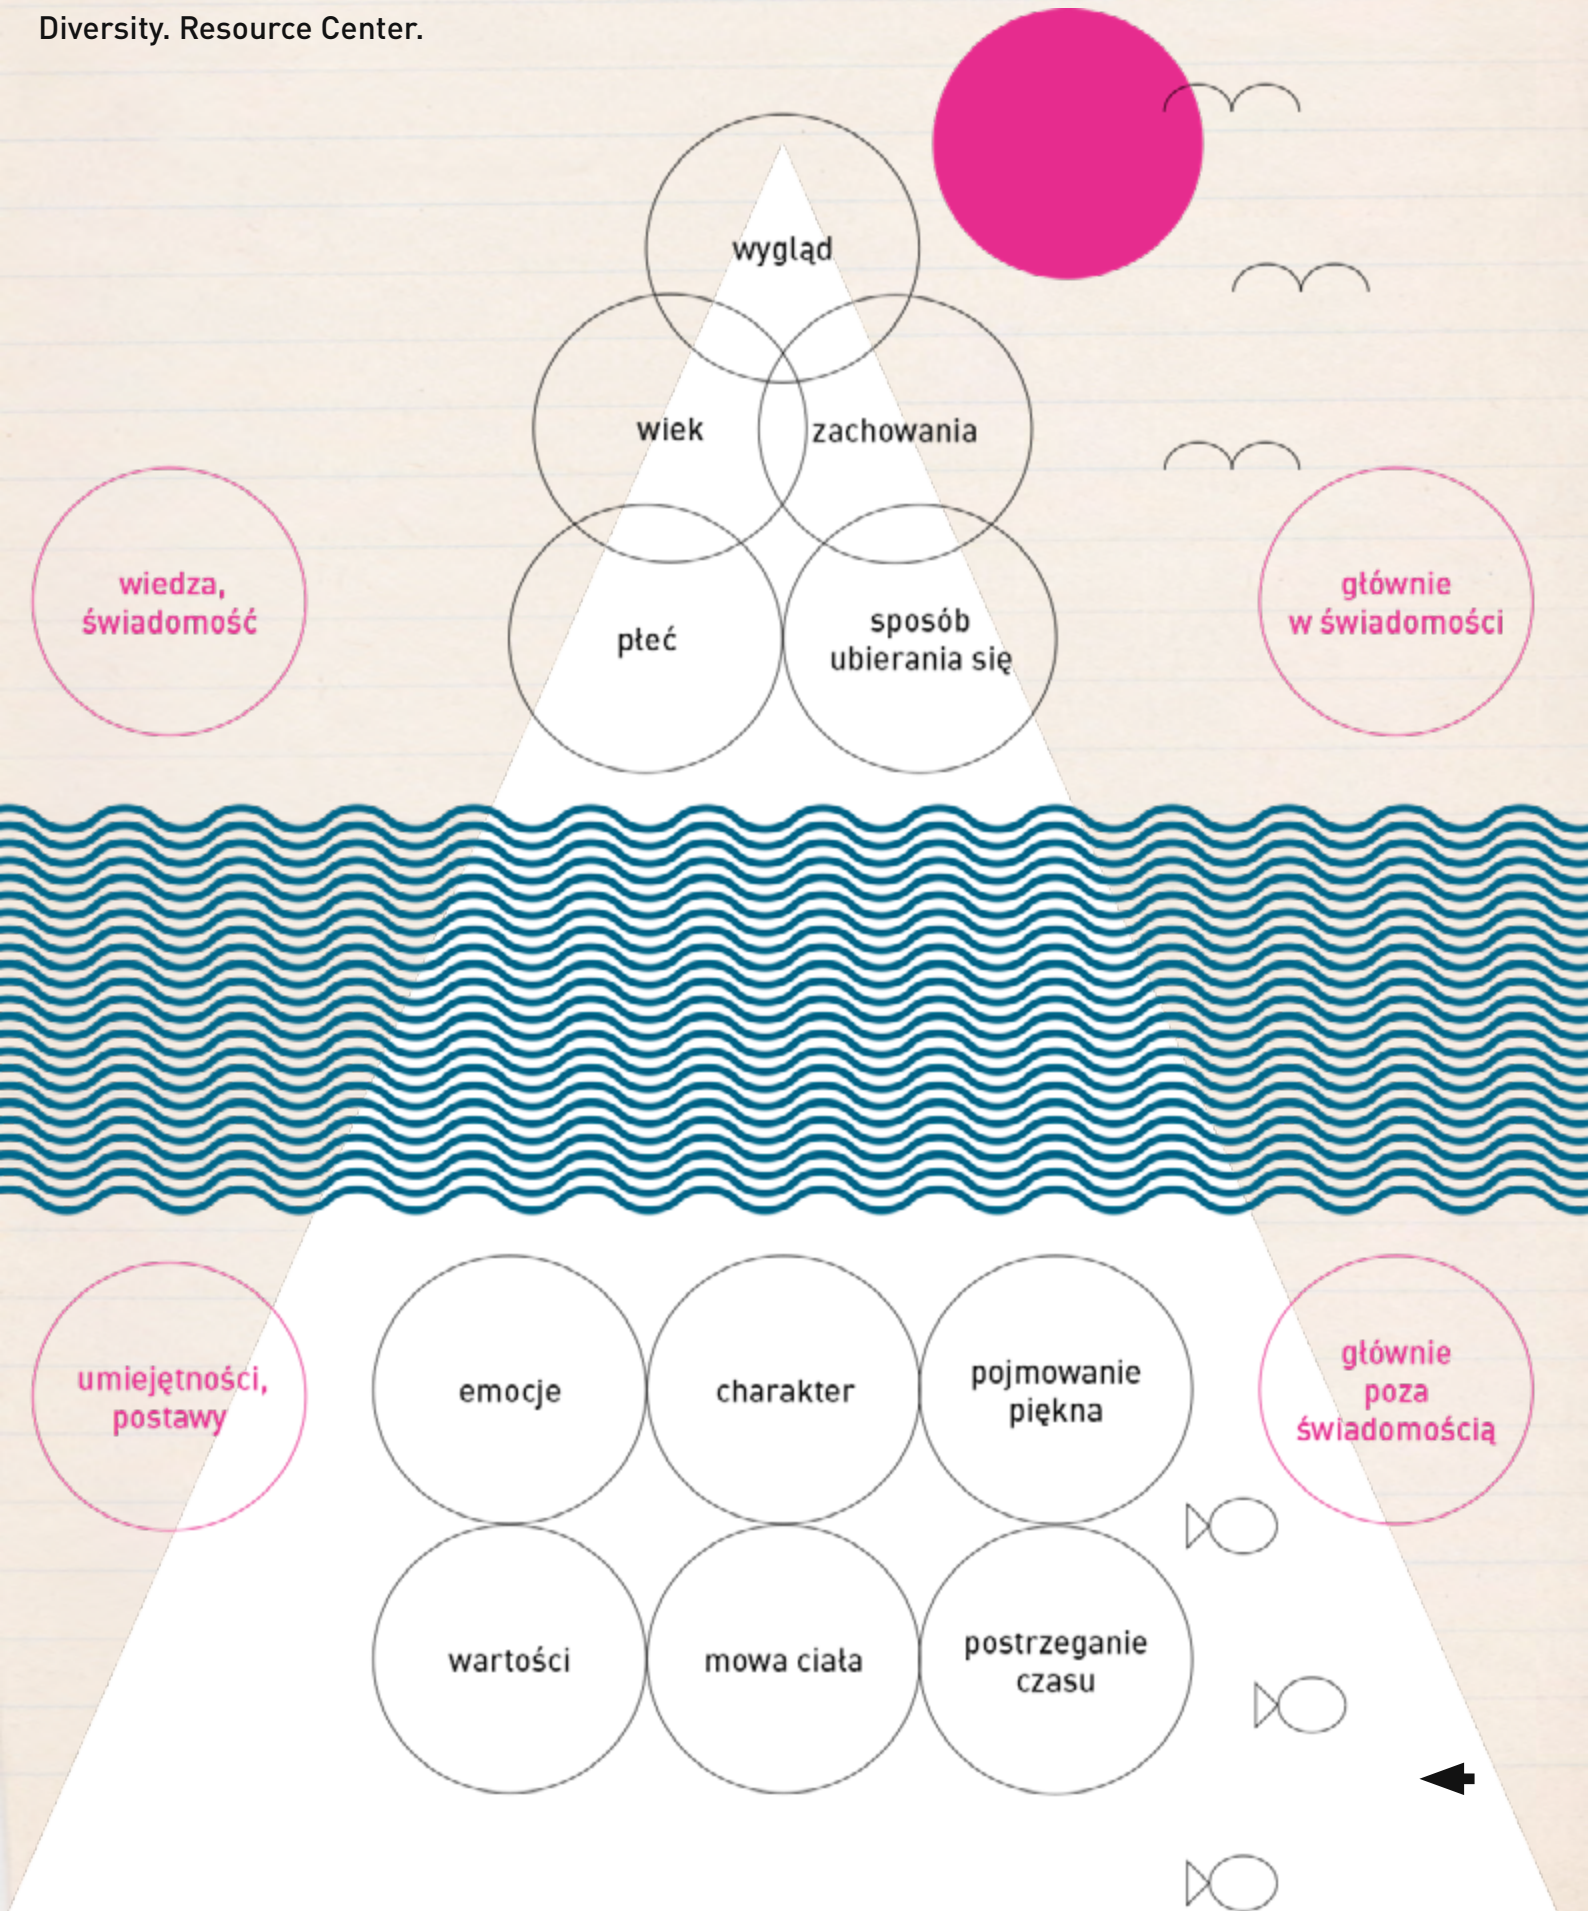 Diversity. Resource Center.
wygląd
wiek
zachowania
wiedza,
świadomość
płeć
sposób
ubierania się
głównie
w świadomości
umiejętności,
postawy
emocje
charakter
pojmowanie
piękna
głównie
poza
świadomością
wartości
mowa ciała
postrzeganie
czasu